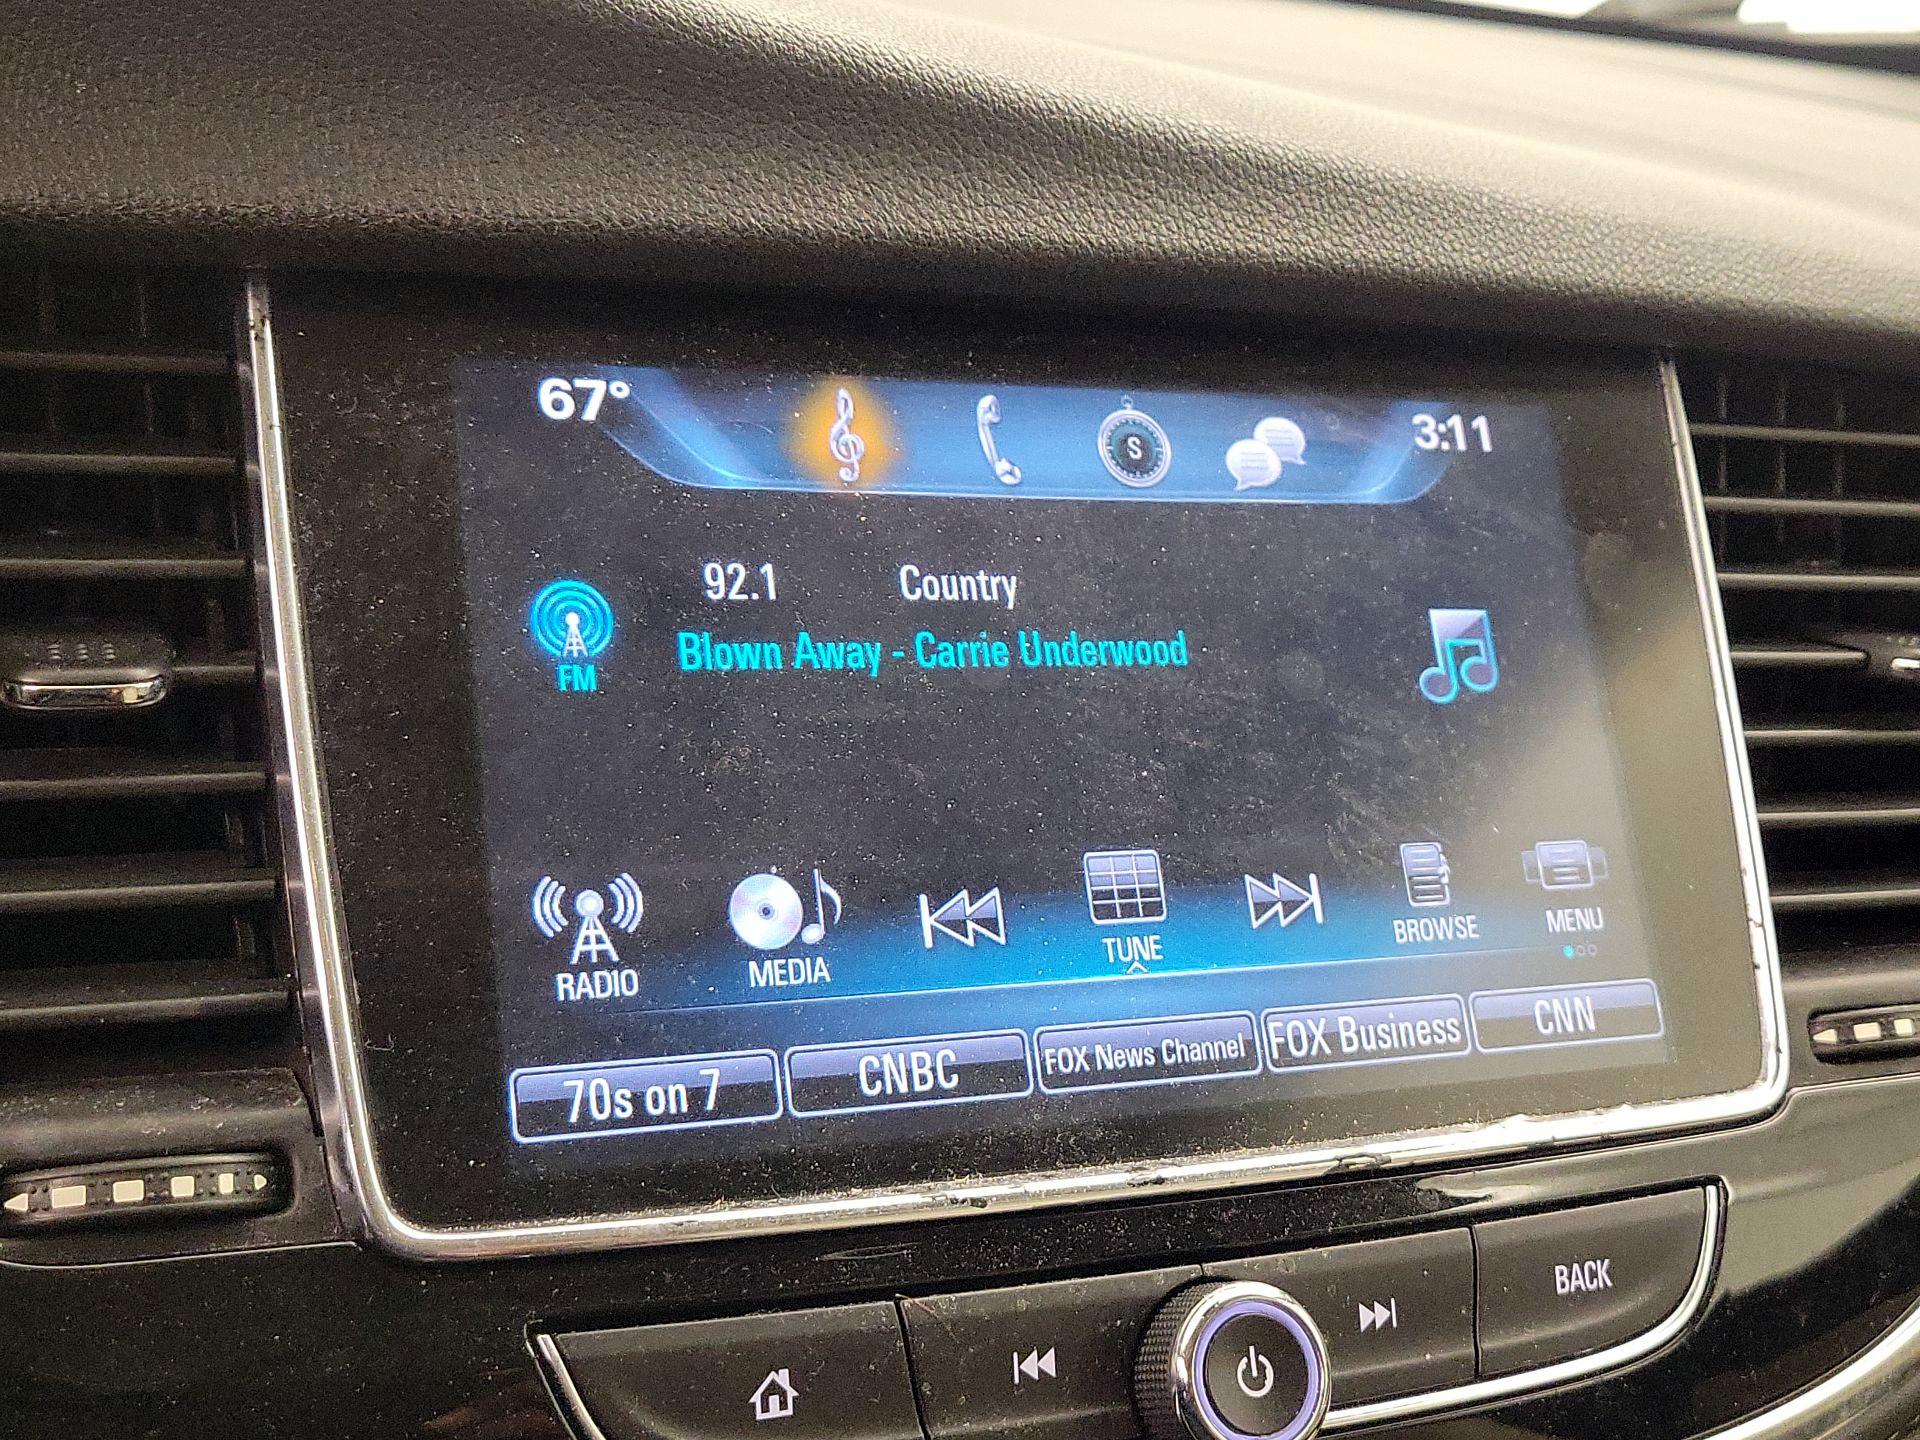 67° 3:11
S
92.1 Country
FM
Blown Away - Carrie Underwood
RADIO MEDIA TUNE BROWSE MENU
70s on 7 CNBC FOX News Channel FOX Business CNN
BACK